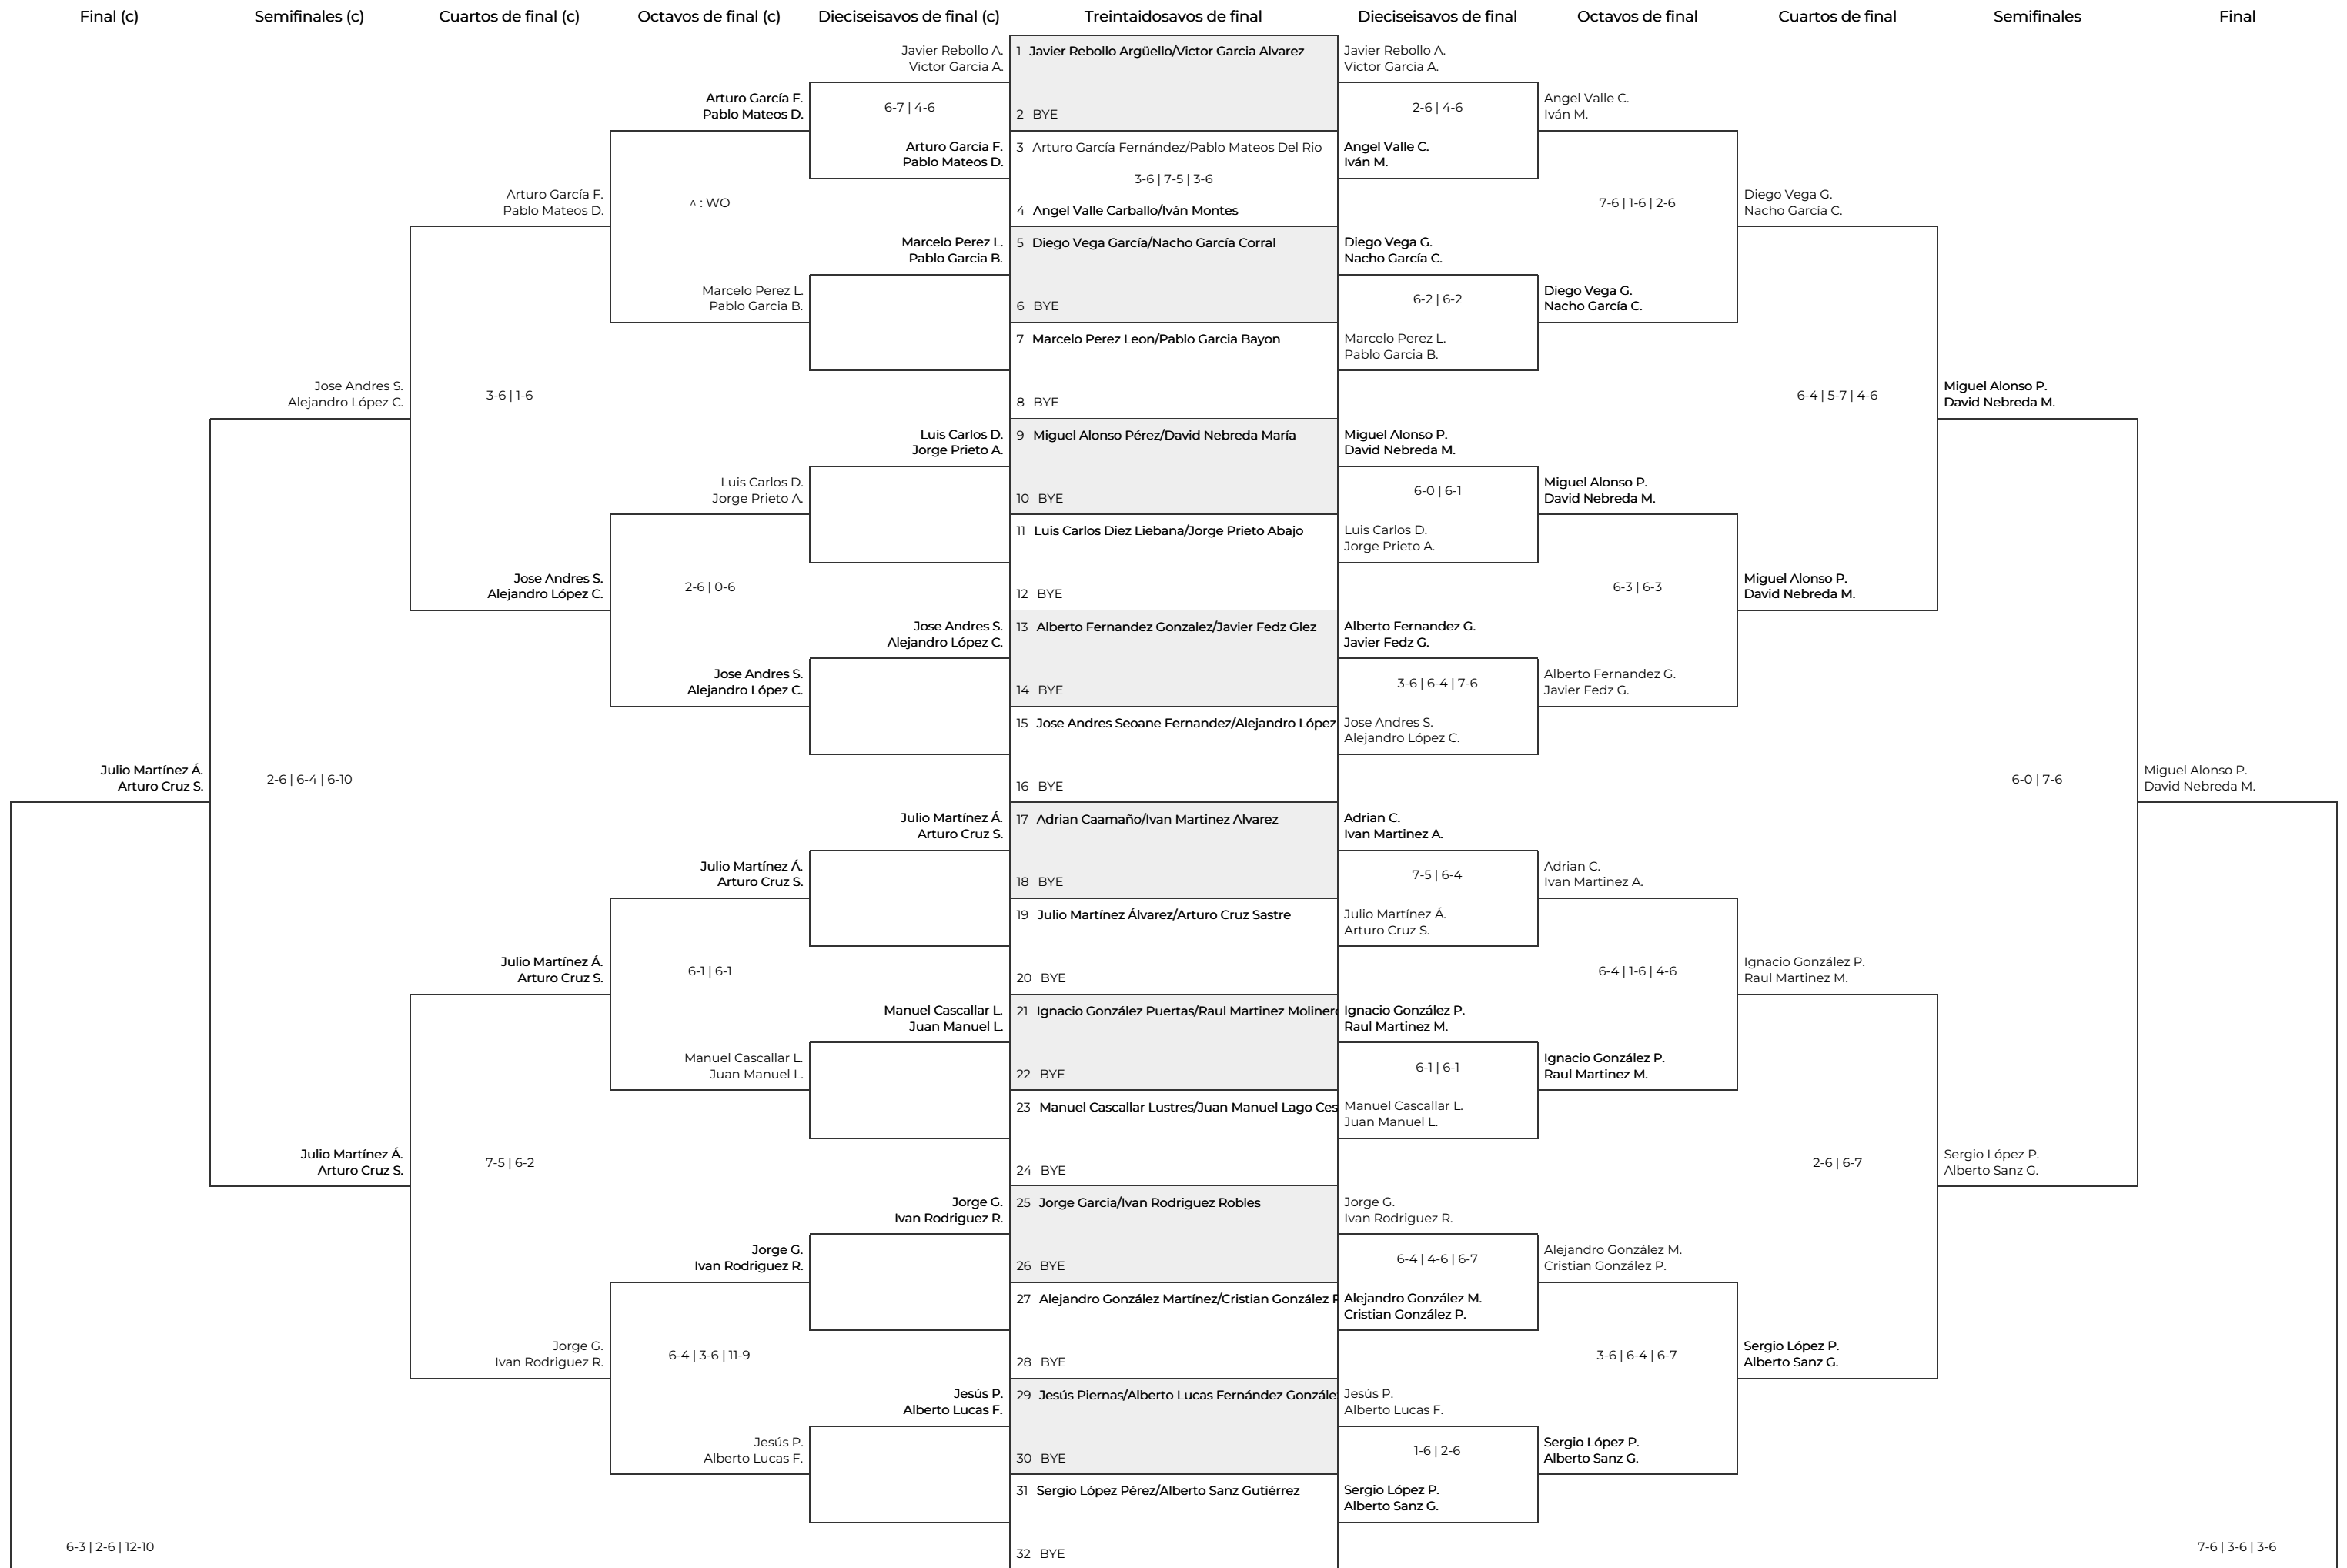 Final (c)
Semifinales (c)
Cuartos de final (c)
Octavos de final (c)
Dieciseisavos de final (c)
Treintaidosavos de final
Dieciseisavos de final
Octavos de final
Cuartos de final
Semifinales
Final
Julio Martínez Á.
Arturo Cruz S.
6-3 | 2-6 | 12-10
Jose Andres S.
Alejandro López C.
2-6 | 6-4 | 6-10
Julio Martínez Á.
Arturo Cruz S.
Arturo García F.
Pablo Mateos D.
3-6 | 1-6
Jose Andres S.
Alejandro López C.
Julio Martínez Á.
Arturo Cruz S.
7-5 | 6-2
Jorge G.
Ivan Rodriguez R.
Arturo García F.
Pablo Mateos D.
^ : WO
Marcelo Perez L.
Pablo Garcia B.
Luis Carlos D.
Jorge Prieto A.
2-6 | 0-6
Jose Andres S.
Alejandro López C.
Julio Martínez Á.
Arturo Cruz S.
6-1 | 6-1
Manuel Cascallar L.
Juan Manuel L.
Jorge G.
Ivan Rodriguez R.
6-4 | 3-6 | 11-9
Jesús P.
Alberto Lucas F.
Javier Rebollo A.
Victor Garcia A.
6-7 | 4-6
Arturo García F.
Pablo Mateos D.
Marcelo Perez L.
Pablo Garcia B.
Luis Carlos D.
Jorge Prieto A.
Jose Andres S.
Alejandro López C.
Julio Martínez Á.
Arturo Cruz S.
Manuel Cascallar L.
Juan Manuel L.
Jorge G.
Ivan Rodriguez R.
Jesús P.
Alberto Lucas F.
1 Javier Rebollo Argüello/Victor Garcia Alvarez
2 BYE
3 Arturo García Fernández/Pablo Mateos Del Rio
3-6 | 7-5 | 3-6
4 Angel Valle Carballo/Iván Montes
5 Diego Vega García/Nacho García Corral
6 BYE
7 Marcelo Perez Leon/Pablo Garcia Bayon
8 BYE
9 Miguel Alonso Pérez/David Nebreda María
10 BYE
11 Luis Carlos Diez Liebana/Jorge Prieto Abajo
12 BYE
13 Alberto Fernandez Gonzalez/Javier Fedz Glez
14 BYE
15 Jose Andres Seoane Fernandez/Alejandro López
16 BYE
17 Adrian Caamaño/Ivan Martinez Alvarez
18 BYE
19 Julio Martínez Álvarez/Arturo Cruz Sastre
20 BYE
21 Ignacio González Puertas/Raul Martinez Molinero
22 BYE
23 Manuel Cascallar Lustres/Juan Manuel Lago Ces
24 BYE
25 Jorge Garcia/Ivan Rodriguez Robles
26 BYE
27 Alejandro González Martínez/Cristian González P
28 BYE
29 Jesús Piernas/Alberto Lucas Fernández Gonzále
30 BYE
31 Sergio López Pérez/Alberto Sanz Gutiérrez
32 BYE
Javier Rebollo A.
Victor Garcia A.
2-6 | 4-6
Angel Valle C.
Iván M.
Diego Vega G.
Nacho García C.
6-2 | 6-2
Marcelo Perez L.
Pablo Garcia B.
Miguel Alonso P.
David Nebreda M.
6-0 | 6-1
Luis Carlos D.
Jorge Prieto A.
Alberto Fernandez G.
Javier Fedz G.
3-6 | 6-4 | 7-6
Jose Andres S.
Alejandro López C.
Adrian C.
Ivan Martinez A.
7-5 | 6-4
Julio Martínez Á.
Arturo Cruz S.
Ignacio González P.
Raul Martinez M.
6-1 | 6-1
Manuel Cascallar L.
Juan Manuel L.
Jorge G.
Ivan Rodriguez R.
6-4 | 4-6 | 6-7
Alejandro González M.
Cristian González P.
Jesús P.
Alberto Lucas F.
1-6 | 2-6
Sergio López P.
Alberto Sanz G.
Angel Valle C.
Iván M.
7-6 | 1-6 | 2-6
Diego Vega G.
Nacho García C.
Miguel Alonso P.
David Nebreda M.
6-3 | 6-3
Alberto Fernandez G.
Javier Fedz G.
Adrian C.
Ivan Martinez A.
6-4 | 1-6 | 4-6
Ignacio González P.
Raul Martinez M.
Alejandro González M.
Cristian González P.
3-6 | 6-4 | 6-7
Sergio López P.
Alberto Sanz G.
Diego Vega G.
Nacho García C.
6-4 | 5-7 | 4-6
Miguel Alonso P.
David Nebreda M.
Ignacio González P.
Raul Martinez M.
2-6 | 6-7
Sergio López P.
Alberto Sanz G.
Miguel Alonso P.
David Nebreda M.
6-0 | 7-6
Sergio López P.
Alberto Sanz G.
Miguel Alonso P.
David Nebreda M.
7-6 | 3-6 | 3-6